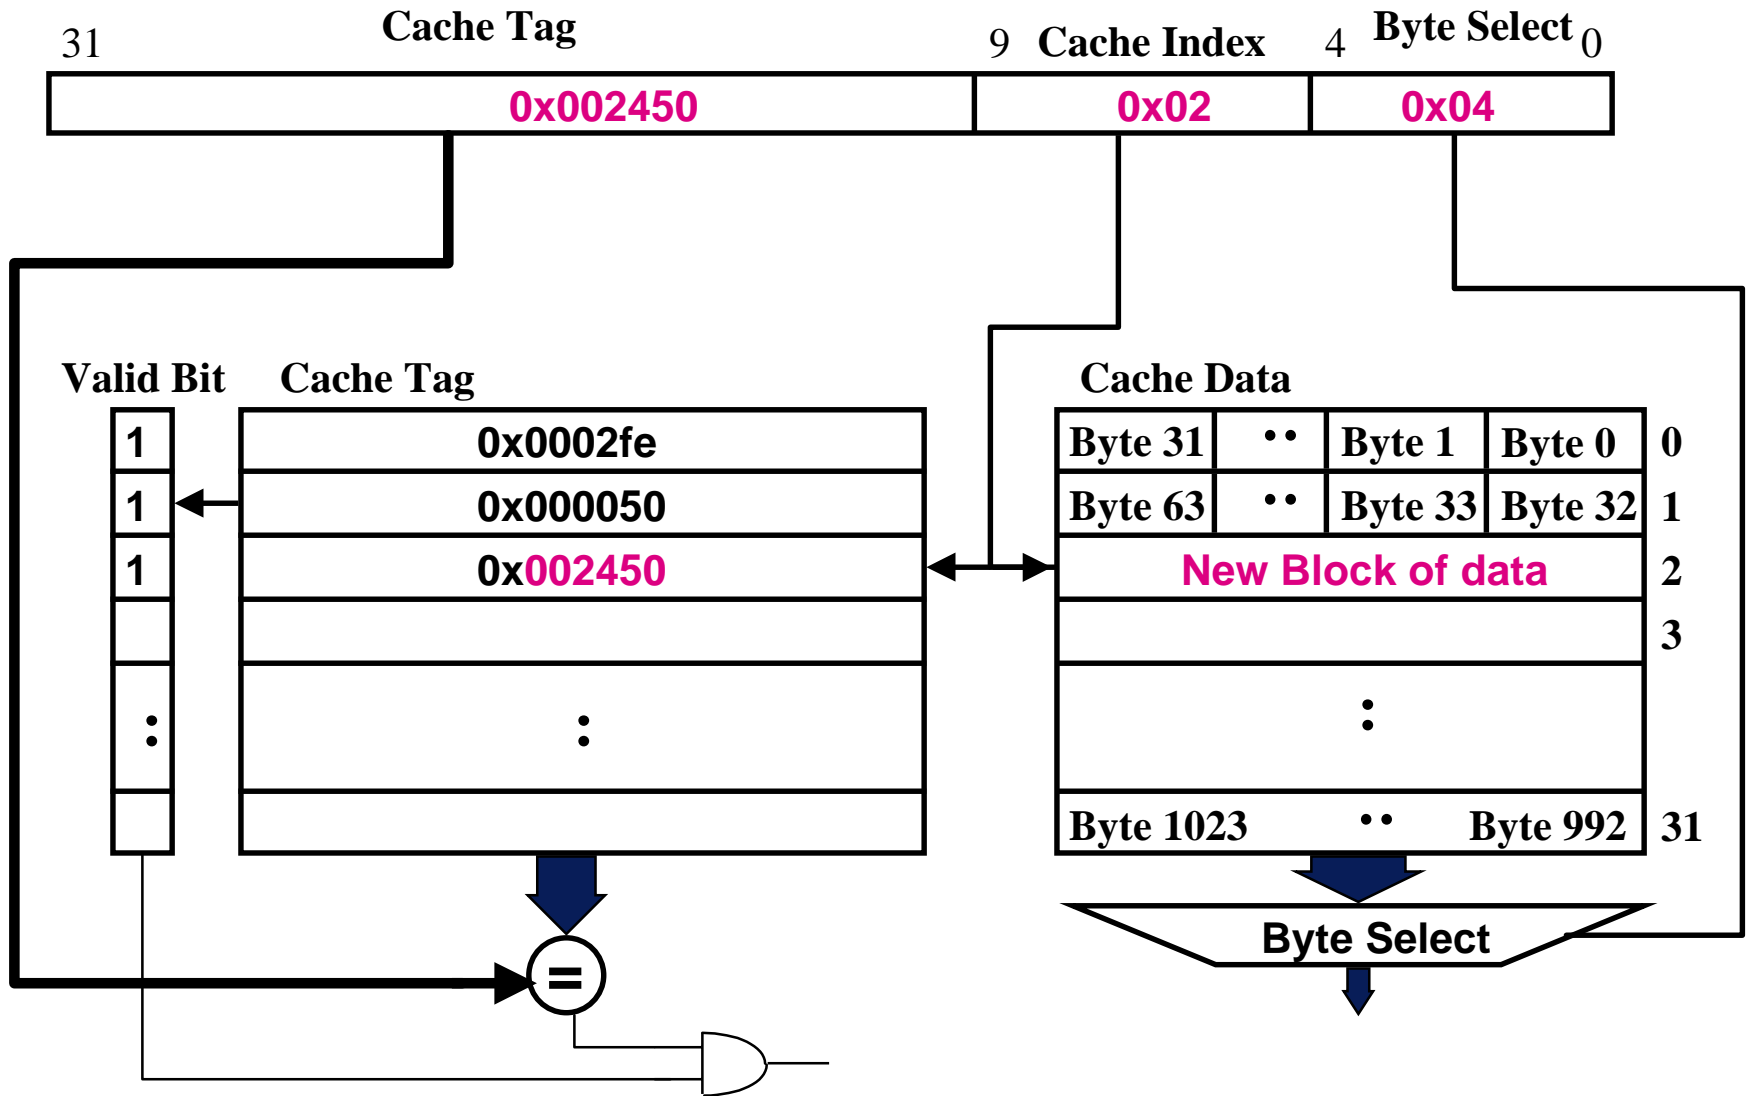 Cache Tag
Byte Select
31
9
Cache Index
4
0
0x002450
0x02
0x04
Valid Bit
Cache Tag
Cache Data
1
0x0002fe
Byte 31
Byte 1
Byte 0
0
1
0x000050
Byte 63
Byte 33
Byte 32
1
1
0x002450
New Block of data
2
3
Byte 1023
Byte 992
31
Byte Select
=